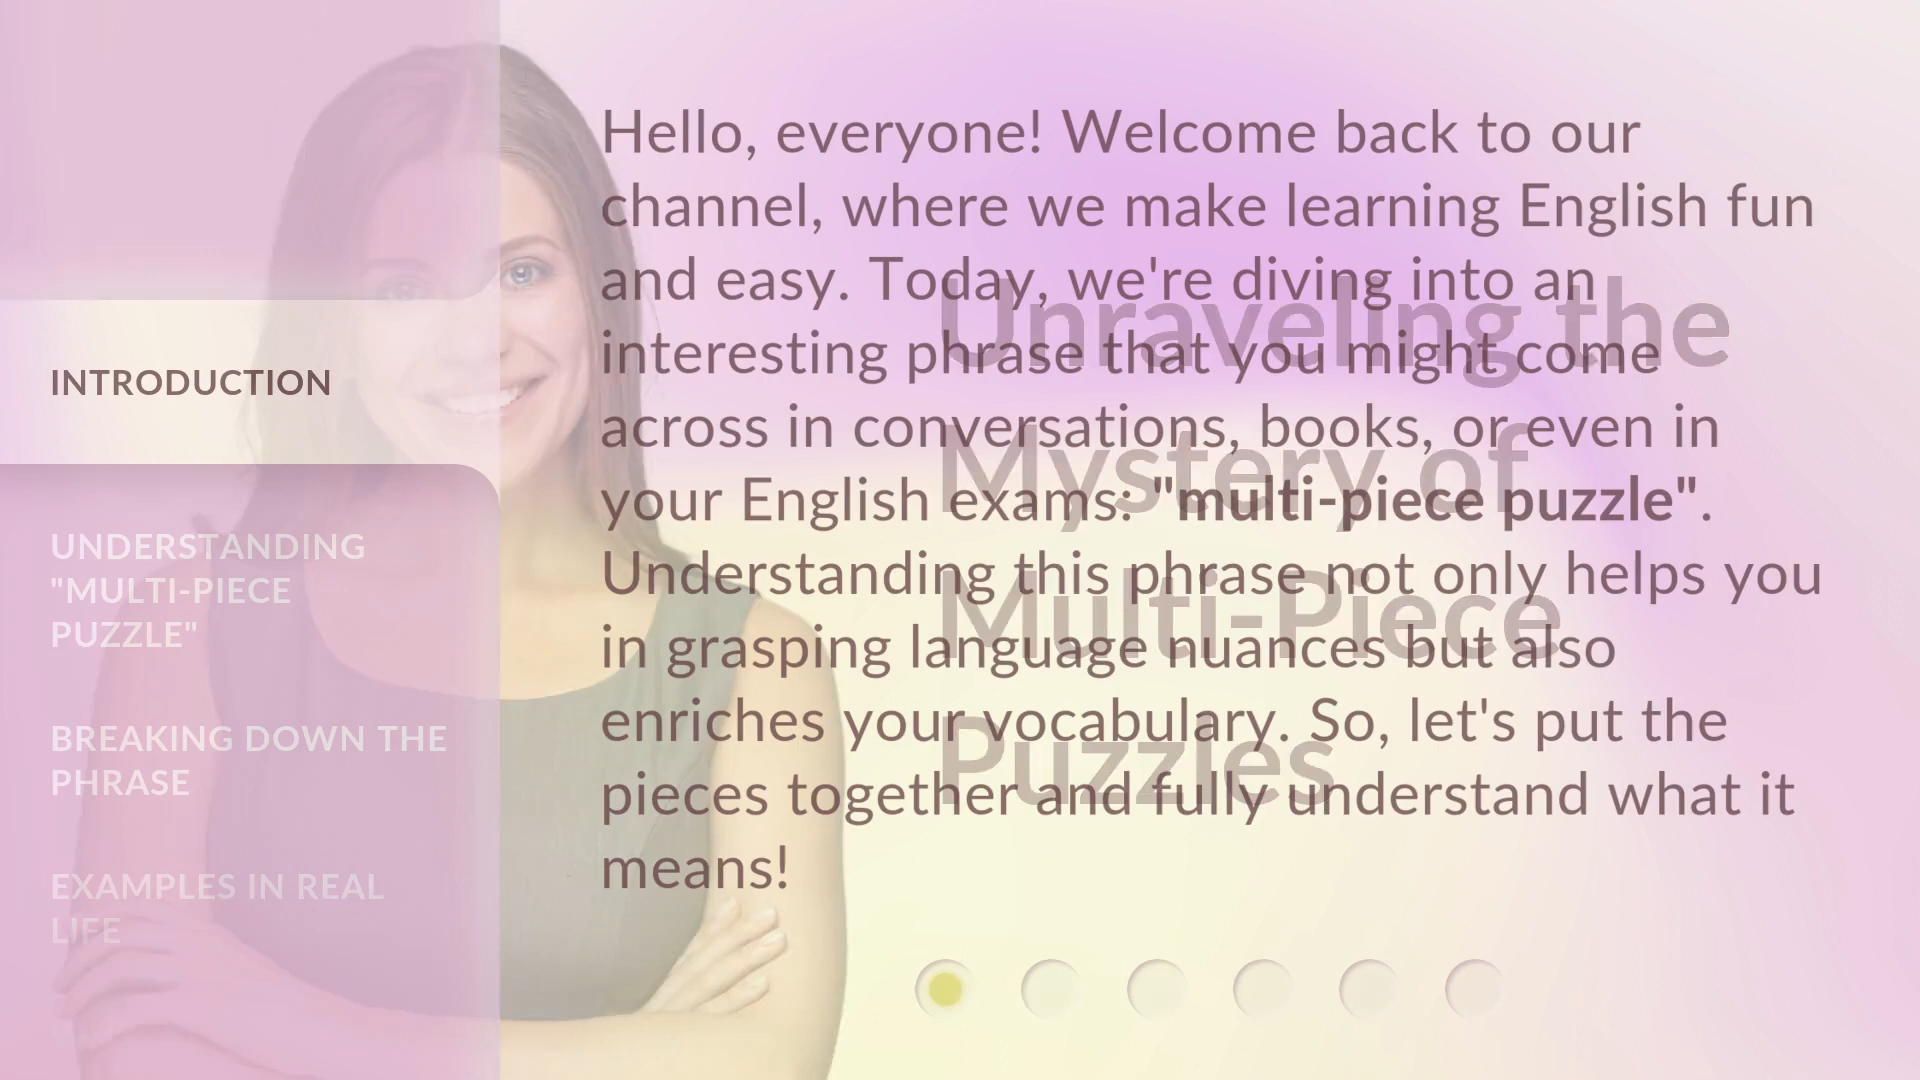 INTRODUCTION
UNDERSTANDING
"MULTI-PIECE
PUZZLE"
BREAKING DOWN THE
PHRASE
EXAMPLES IN REAL
LIFE
Hello, everyone! Welcome back to our
channel, where we make learning English fun
and easy. Today, we're diving into an
interesting phrase that you might come
across in conversations, books, or even in
your English exams: "multi-piece puzzle".
Understanding this phrase not only helps you
in grasping language nuances but also
enriches your vocabulary. So, let's put the
pieces together and fully understand what it
means!
Unraveling the
Mystery of
Multi-Piece
Puzzles